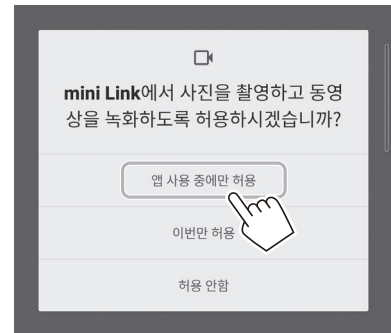 mini Link에서 사진을 촬영하고 동영
상을 녹화하도록 허용하시겠습니까?
앱 사용 중에만 허용
이번만 허용
허용 안함